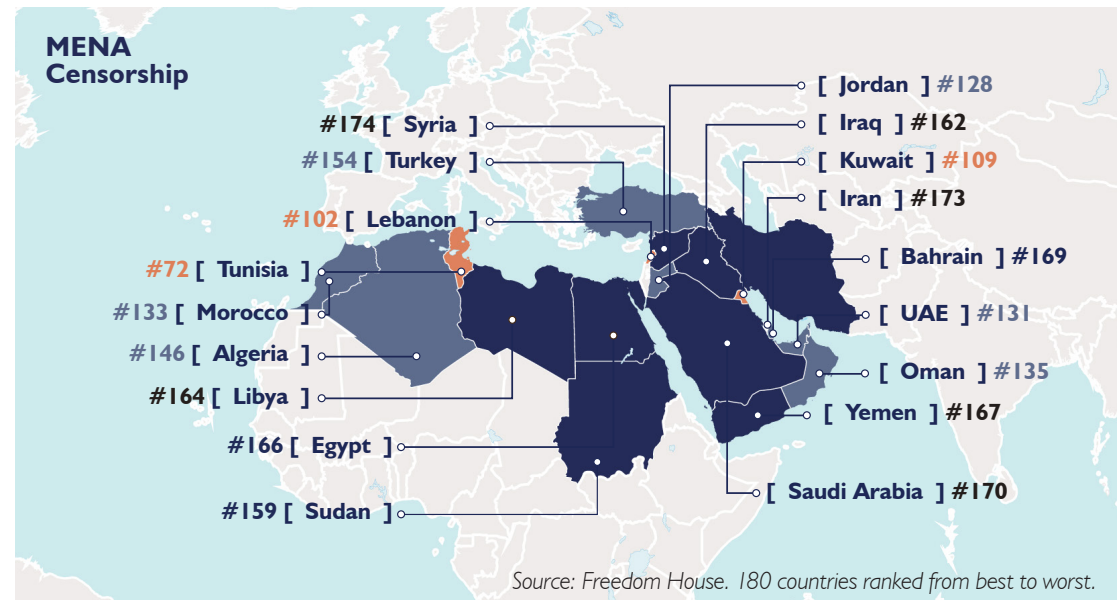 MENA
Censorship
#174 [ Syria ]
#154 [ Turkey ]
#102 [ Lebanon ]
#72 [ Tunisia ]
#133 [ Morocco ]
#146 [ Algeria ]
#164 [ Libya ]
#166 [ Egypt ]
#159 [ Sudan ]
[ Jordan ] #128
[ Iraq ] #162
[ Kuwait ] #109
[ Iran ] #173
[ Bahrain ] #169
[ UAE ] #131
[ Oman ] #135
[ Yemen ] #167
[ Saudi Arabia ] #170
Source: Freedom House. 180 countries ranked from best to worst.